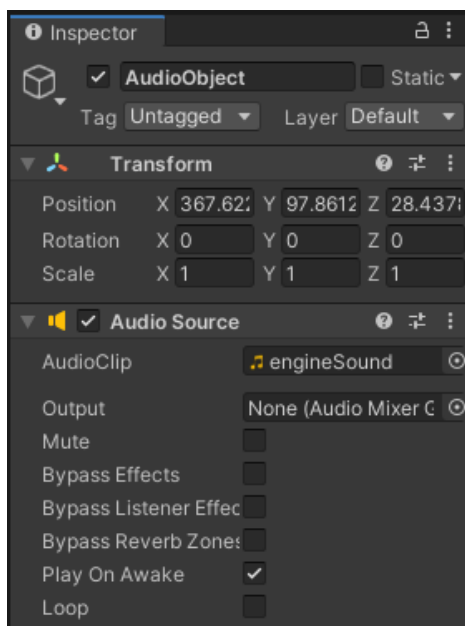 Inspector
AudioObject Static
Tag Untagged Layer Default
Transform
Position X 367.622 Y 97.8612 Z 28.4378
Rotation X 0 Y 0 Z 0
Scale X 1 Y 1 Z 1
Audio Source
AudioClip engineSound
Output None (Audio Mixer G
Mute
Bypass Effects
Bypass Listener Effec
Bypass Reverb Zones
Play On Awake
Loop